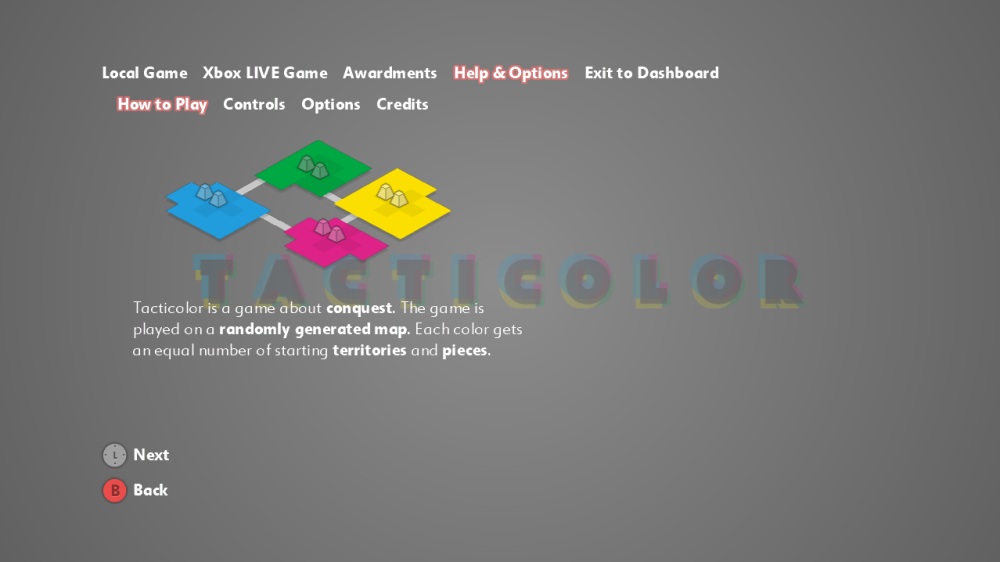 Local Game Xbox LIVE Game Awardments Help & Options Exit to Dashboard
How to Play Controls Options Credits
TACTICOLOR
Tacticolor is a game about conquest. The game is
played on a randomly generated map. Each color gets
an equal number of starting territories and pieces.
L Next
B Back